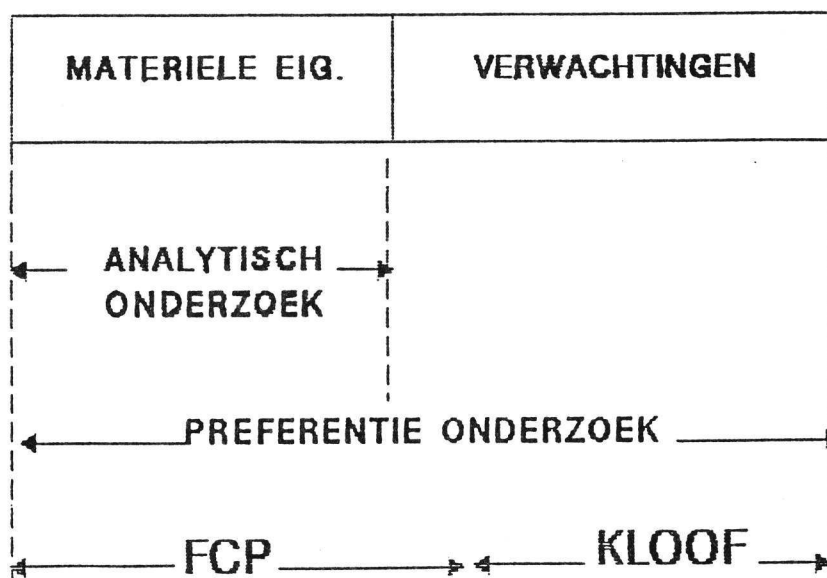 MATERIELE EIG.
VERWACHTINGEN
ANALYTISCH
ONDERZOEK
PREFERENTIE ONDERZOEK
FCP
KLOOF